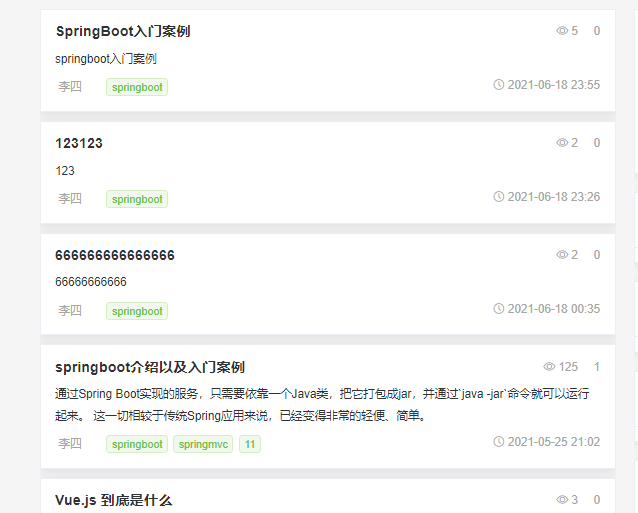 SpringBoot入门案例 5 0
springboot入门案例
李四 springboot 2021-06-18 23:55
123123 2 0
123
李四 springboot 2021-06-18 23:26
666666666666666 2 0
66666666666
李四 springboot 2021-06-18 00:35
springboot介绍以及入门案例 125 1
通过Spring Boot实现的服务，只需要依靠一个Java类，把它打包成jar，并通过`java -jar`命令就可以运行
起来。 这一切相较于传统Spring应用来说，已经变得非常的轻便、简单。
李四 springboot springmvc 11 2021-05-25 21:02
Vue.js 到底是什么 3 0